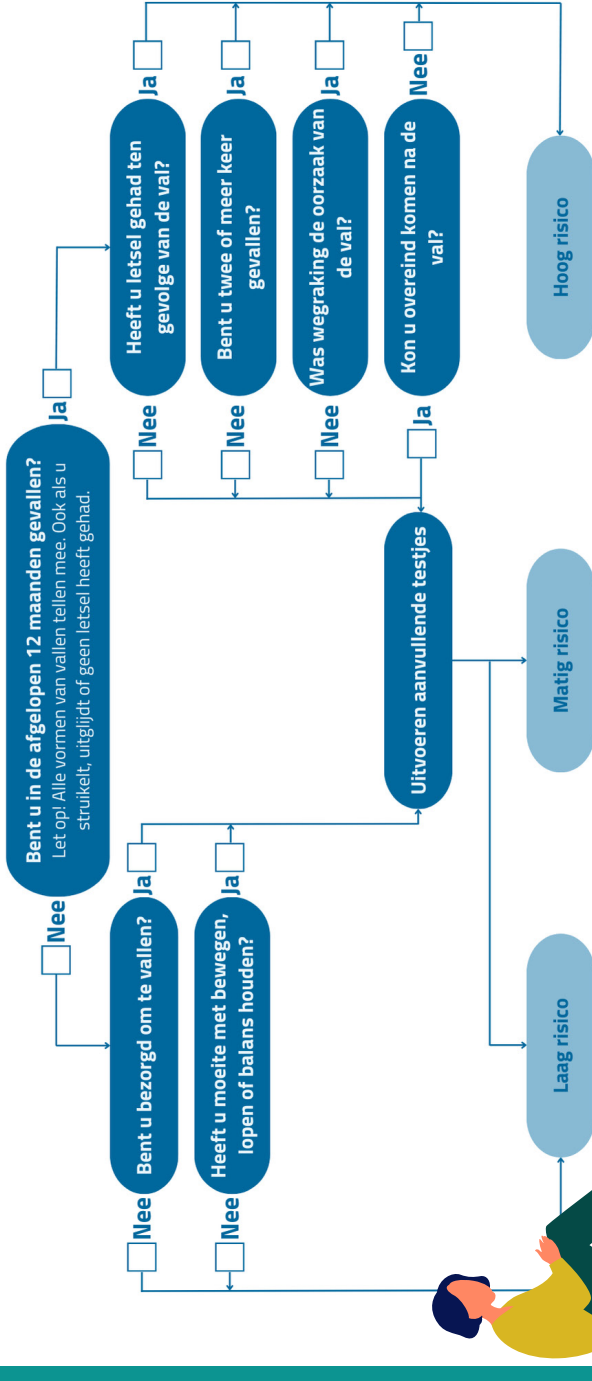 Bent u in de afgelopen 12 maanden gevallen?
Let op! Alle vormen van vallen tellen mee. Ook als u
struikelt, uitglijdt of geen letsel heeft gehad.
Nee
Ja
Bent u bezorgd om te vallen?
Nee
Ja
Heeft u moeite met bewegen,
lopen of balans houden?
Nee
Ja
Heeft u letsel gehad ten
gevolge van de val?
Nee
Ja
Bent u twee of meer keer
gevallen?
Nee
Ja
Was wegraking de oorzaak van
de val?
Nee
Ja
Kon u overeind komen na de
val?
Ja
Nee
Uitvoeren aanvullende testjes
Laag risico
Matig risico
Hoog risico